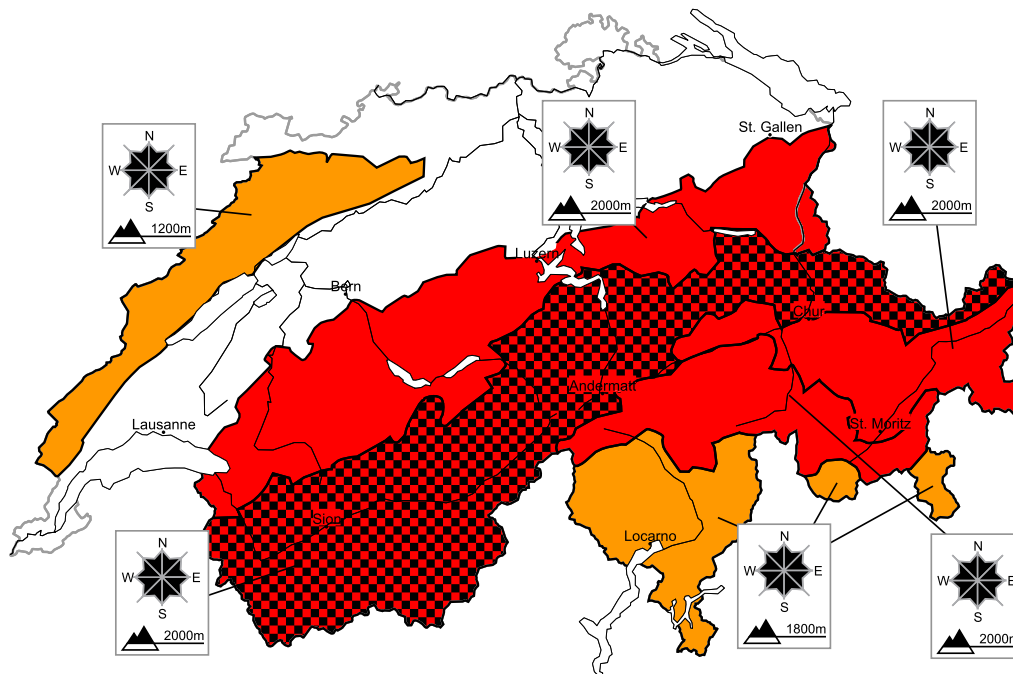 St. Gallen
N
W E
S
2000m
N
W E
S
2000m
N
W E
S
1200m
Luzern
Bern
Chur
Andermatt
Lausanne
St. Moritz
Sion
Locarno
N
W E
S
2000m
N
W E
S
1800m
N
W E
S
2000m